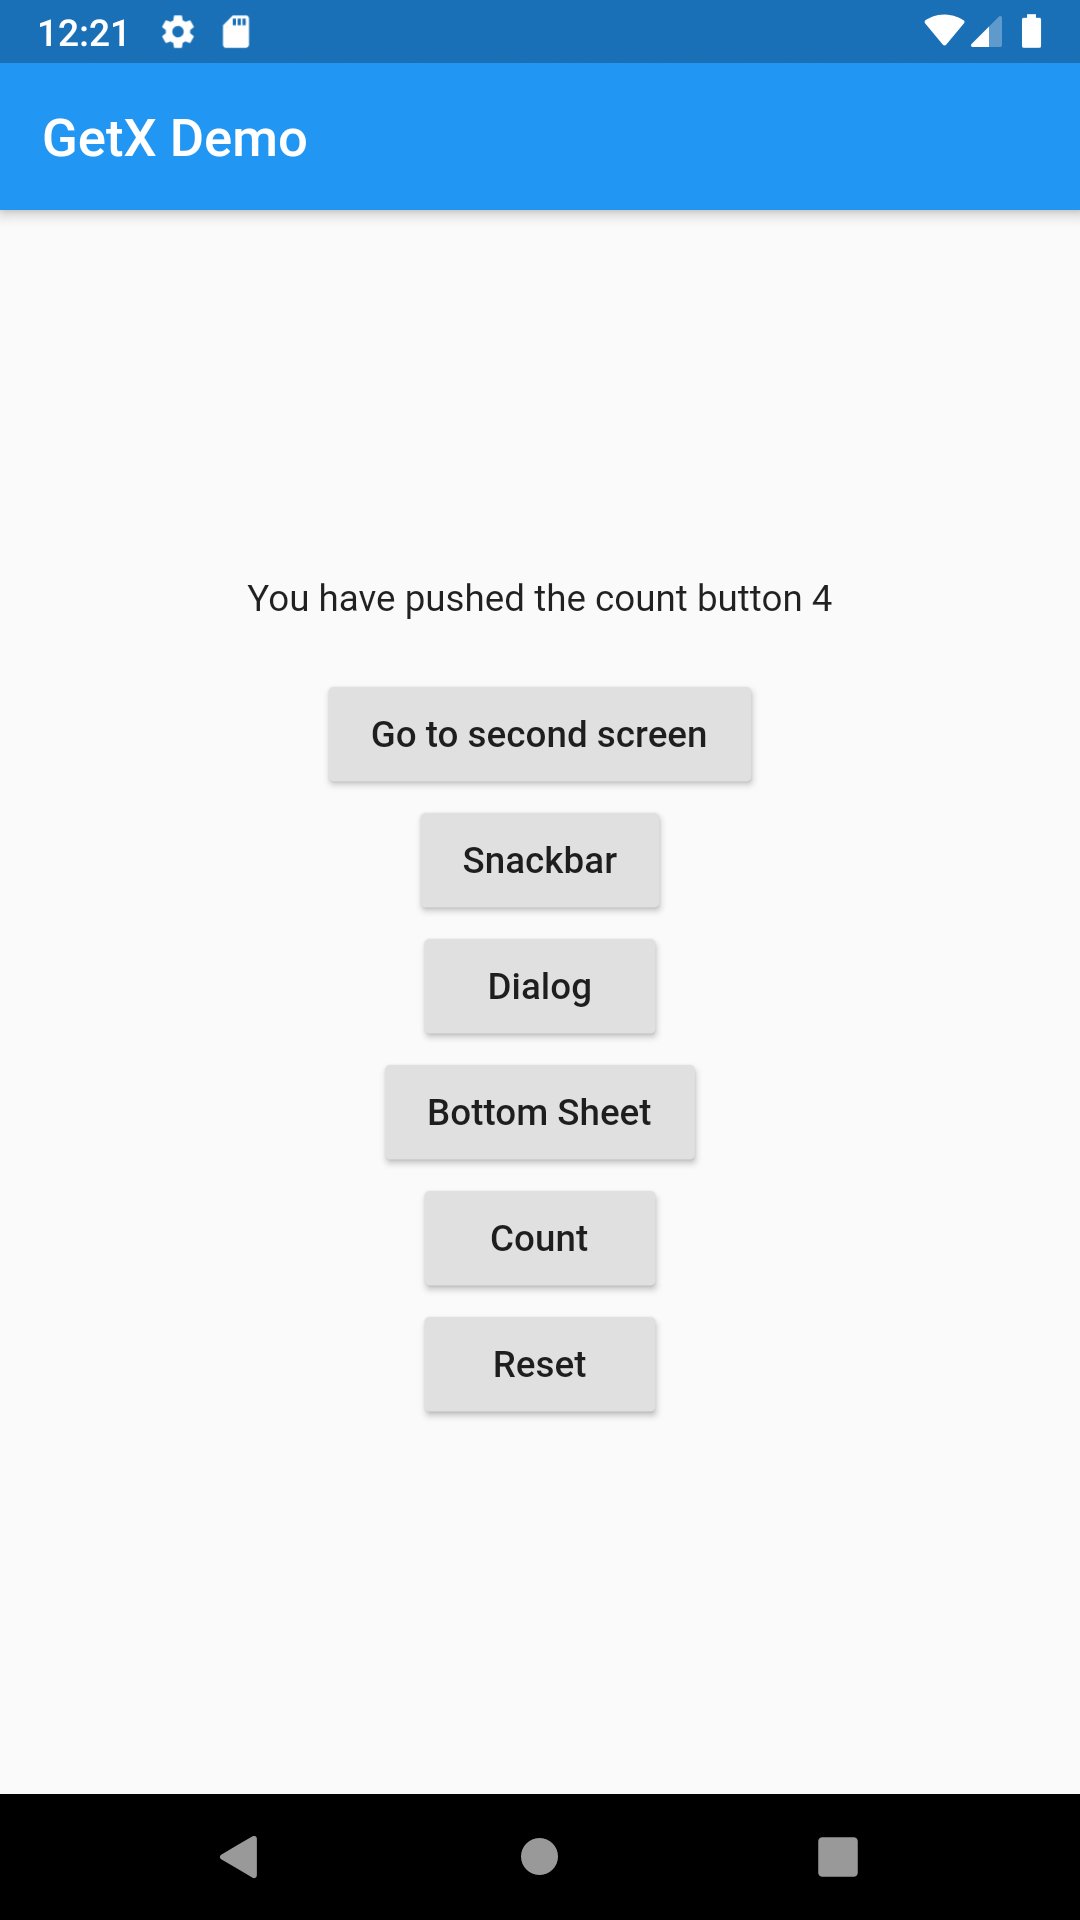 12:21
GetX Demo
You have pushed the count button 4
Go to second screen
Snackbar
Dialog
Bottom Sheet
Count
Reset